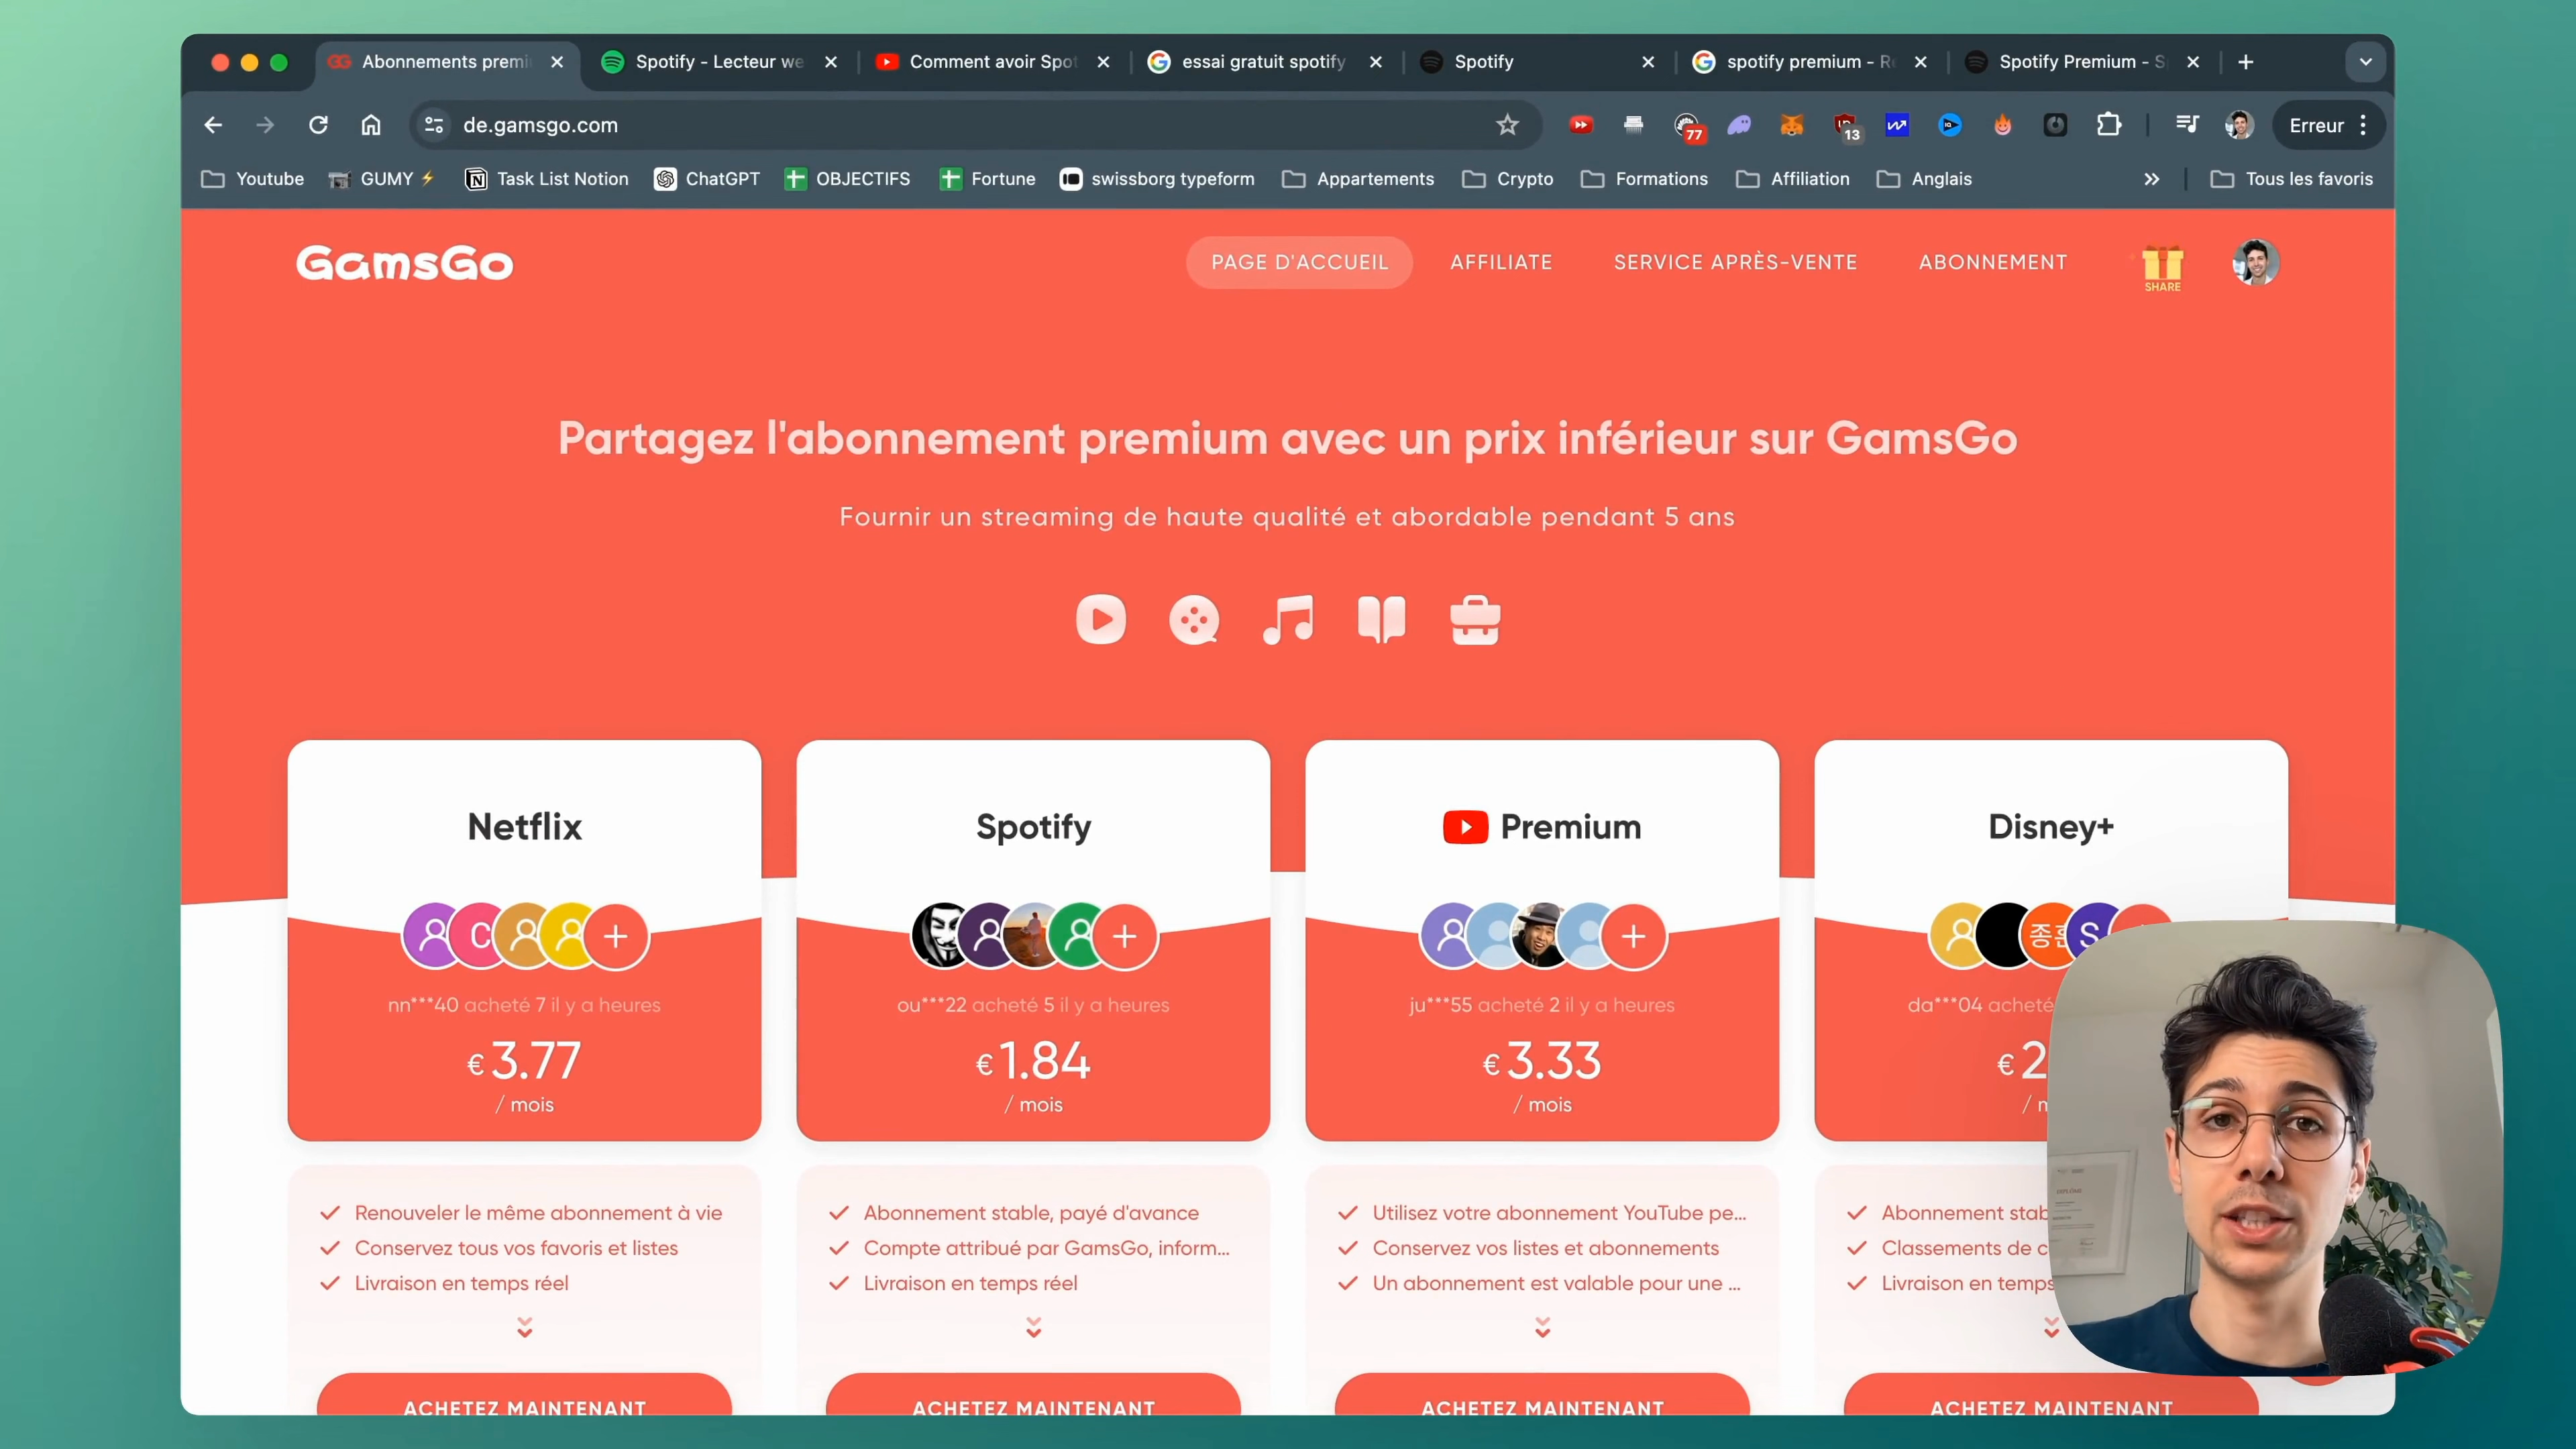 Abonnements premi
Spotify - Lecteur we
Comment avoir Spot
essai gratuit spotify
Spotify
spotify premium - Re
Spotify Premium - S
de.gamsgo.com
77
13
Erreur
Youtube
GUMY
Task List Notion
ChatGPT
OBJECTIFS
Fortune
swissborg typeform
Appartements
Crypto
Formations
Affiliation
Anglais
Tous les favoris
GamsGo
PAGE D'ACCUEIL
AFFILIATE
SERVICE APRÈS-VENTE
ABONNEMENT
SHARE
Partagez l'abonnement premium avec un prix inférieur sur GamsGo
Fournir un streaming de haute qualité et abordable pendant 5 ans
Netflix
C
nn***40 acheté 7 il y a heures
€ 3.77
/ mois
Renouveler le même abonnement à vie
Conservez tous vos favoris et listes
Livraison en temps réel
ACHETEZ MAINTENANT
Spotify
ou***22 acheté 5 il y a heures
€ 1.84
/ mois
Abonnement stable, payé d'avance
Compte attribué par GamsGo, inform...
Livraison en temps réel
ACHETEZ MAINTENANT
Premium
ju***55 acheté 2 il y a heures
€ 3.33
/ mois
Utilisez votre abonnement YouTube pe...
Conservez vos listes et abonnements
Un abonnement est valable pour une ...
ACHETEZ MAINTENANT
Disney+
S
da***04 acheté
€ 2
/ m
Abonnement stab
Classements de c
Livraison en temps
ACHETEZ MAINTENANT